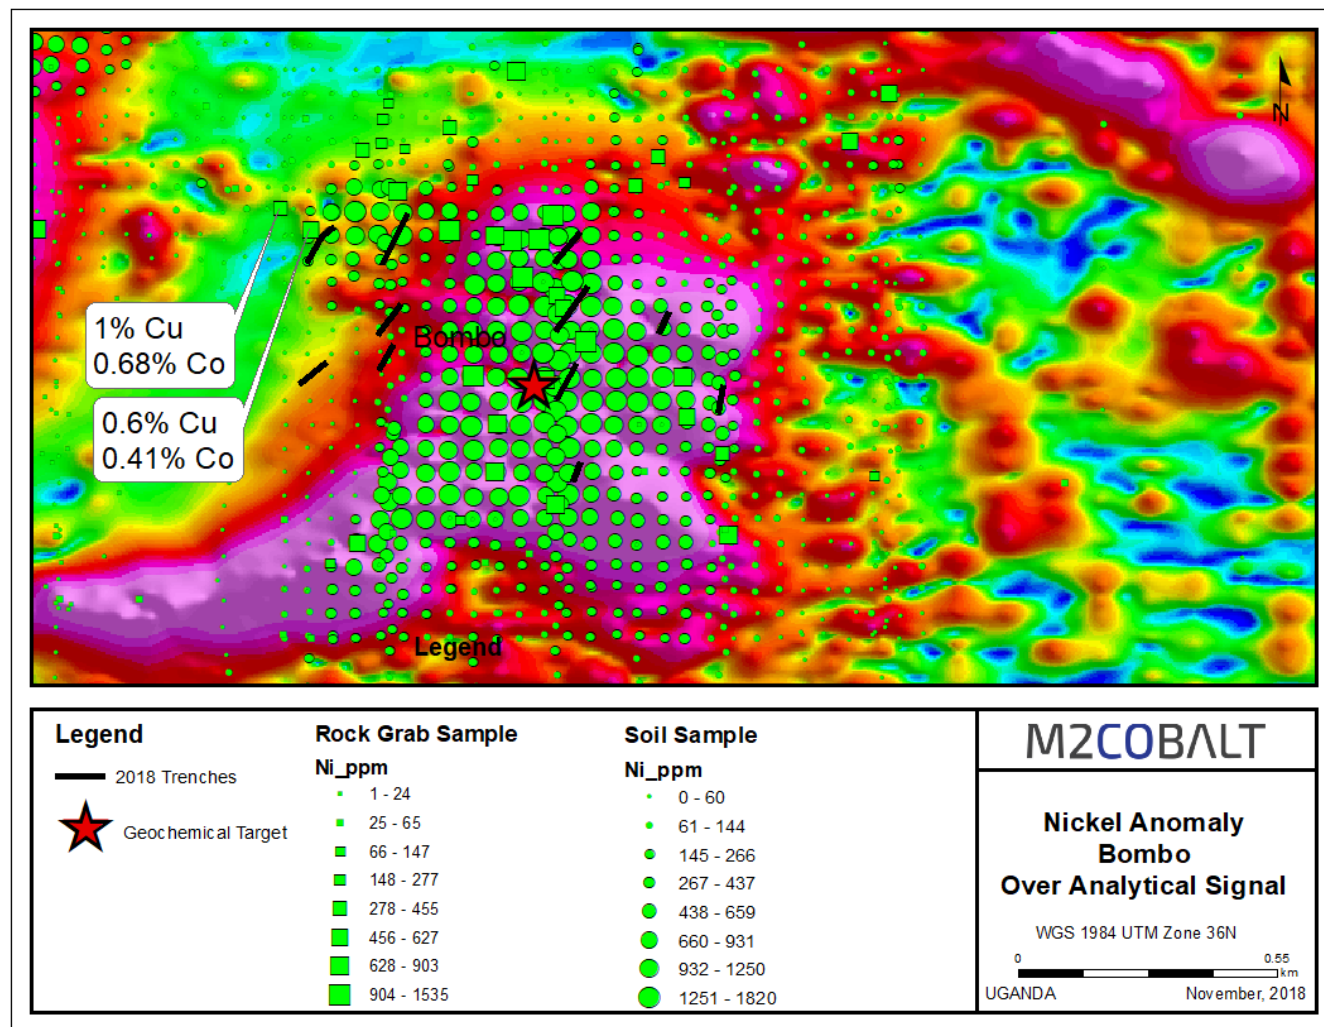 N
1% Cu
0.68% Co
0.6% Cu
0.41% Co
Bombo
Legend
Legend
2018 Trenches
Geochemical Target
Rock Grab Sample
Ni_ppm
1 - 24
25 - 65
66 - 147
148 - 277
278 - 455
456 - 627
628 - 903
904 - 1535
Soil Sample
Ni_ppm
0 - 60
61 - 144
145 - 266
267 - 437
438 - 659
660 - 931
932 - 1250
1251 - 1820
M2COBALT
Nickel Anomaly
Bombo
Over Analytical Signal
WGS 1984 UTM Zone 36N
0 0.55
km
UGANDA November, 2018